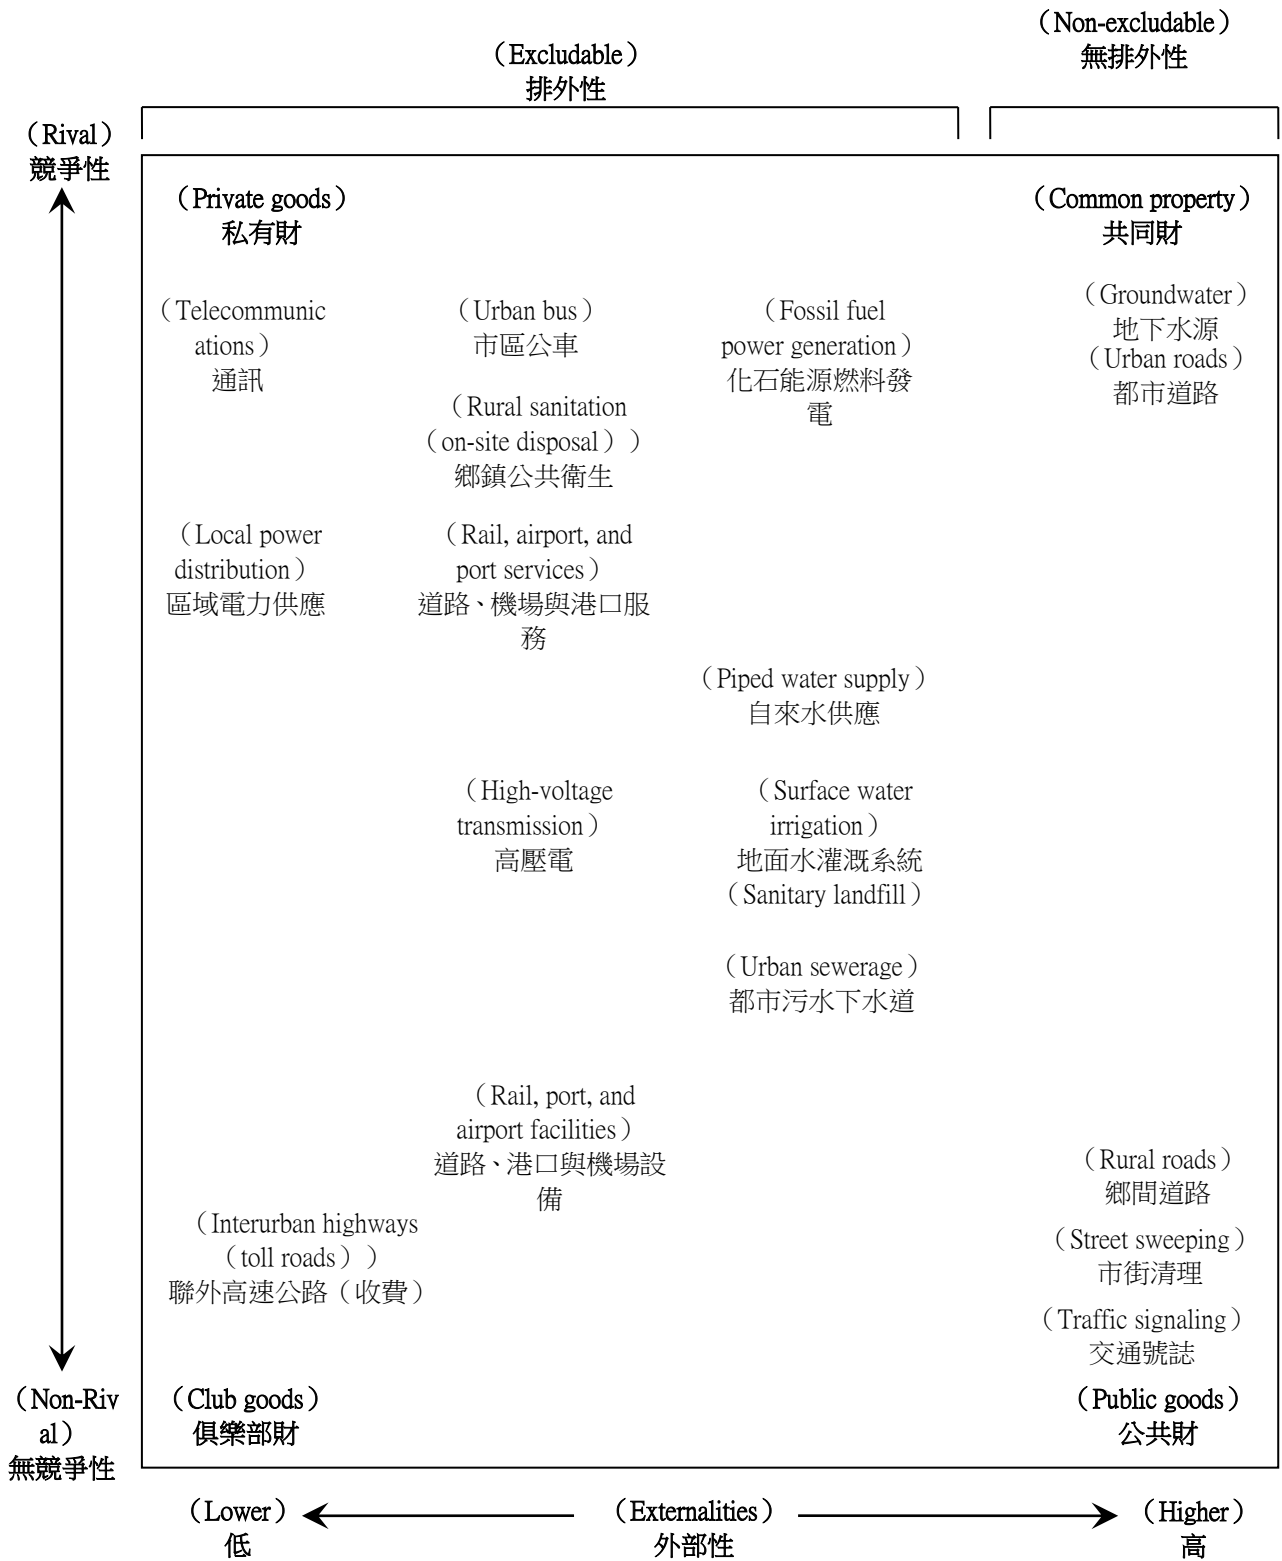 （Non-excludable）
無排外性
（Excludable）
排外性
（Rival）
競爭性
（Private goods）
私有財
（Common property）
共同財
（Telecommunic
ations）
通訊
（Urban bus）
市區公車
（Fossil fuel
power generation）
化石能源燃料發
電
（Groundwater）
地下水源
（Urban roads）
都市道路
（Rural sanitation
（on-site disposal））
鄉鎮公共衛生
（Local power
distribution）
區域電力供應
（Rail, airport, and
port services）
道路、機場與港口服
務
（Piped water supply）
自來水供應
（High-voltage
transmission）
高壓電
（Surface water
irrigation）
地面水灌溉系統
（Sanitary landfill）
（Urban sewerage）
都市污水下水道
（Rail, port, and
airport facilities）
道路、港口與機場設
備
（Rural roads）
鄉間道路
（Interurban highways
（toll roads））
聯外高速公路（收費）
（Street sweeping）
市街清理
（Traffic signaling）
交通號誌
（Non-Riv
al）
無競爭性
（Club goods）
俱樂部財
（Public goods）
公共財
（Lower）
低
（Externalities）
外部性
（Higher）
高